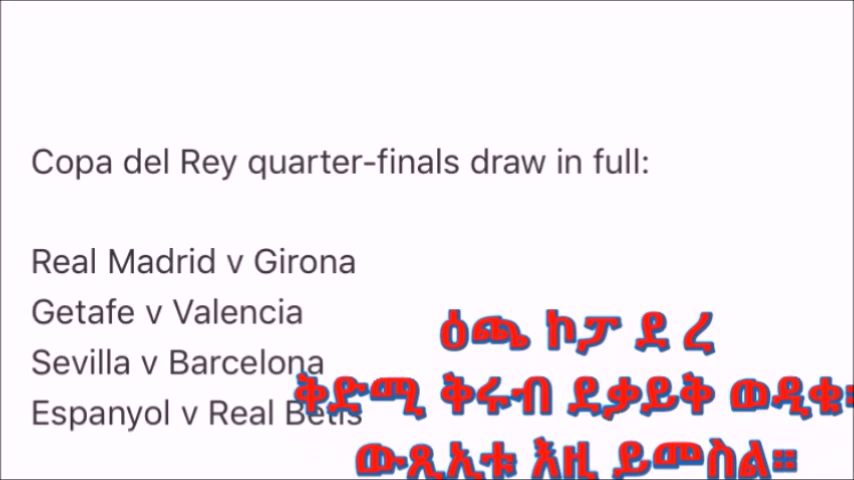 Copa del Rey quarter-finals draw in full:
Real Madrid v Girona
Getafe v Valencia
Sevilla v Barcelona
Espanyol v Real Betis
ዕጫ ኮፓ ደ ረ
ቅድሚ ቅሩብ ደቃይቅ ወዲቁ።
ውጺኢቱ እዚ ይመስል።